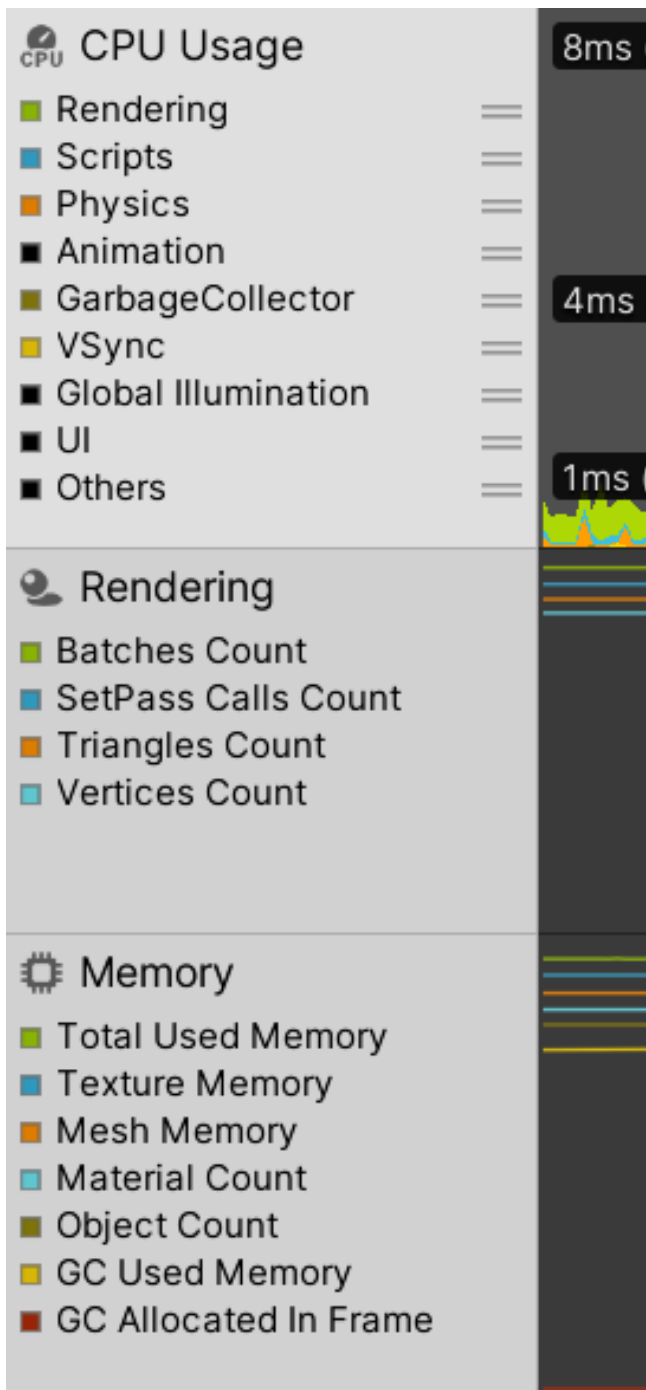 CPU Usage
CPU
8ms (
Rendering
Scripts
Physics
Animation
GarbageCollector
4ms
VSync
Global Illumination
UI
Others
1ms (
Rendering
Batches Count
SetPass Calls Count
Triangles Count
Vertices Count
Memory
Total Used Memory
Texture Memory
Mesh Memory
Material Count
Object Count
GC Used Memory
GC Allocated In Frame